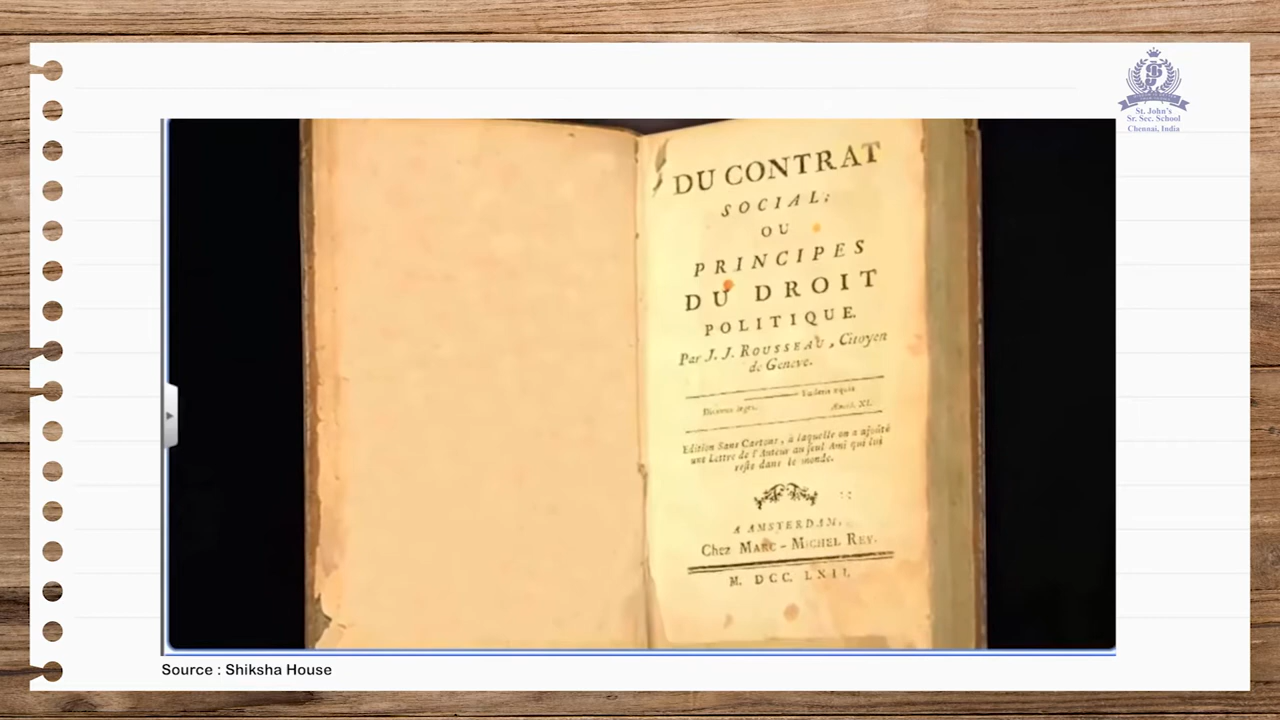 St. John's
Sr. Sec. School
Chennai, India
DU CONTRAT
SOCIAL;
OU
PRINCIPES
DU DROIT
POLITIQUE.
Par J. J. ROUSSEAU, Citoyen
de Geneve.
Edition Sans Cartons, à laquelle on a ajoûté
une Lettre de l'Auteur au seul Ami qui lui
reste dans le monde.
A AMSTERDAM,
Chez MARC-MICHEL REY.
M. DCC. LXII.
Source : Shiksha House